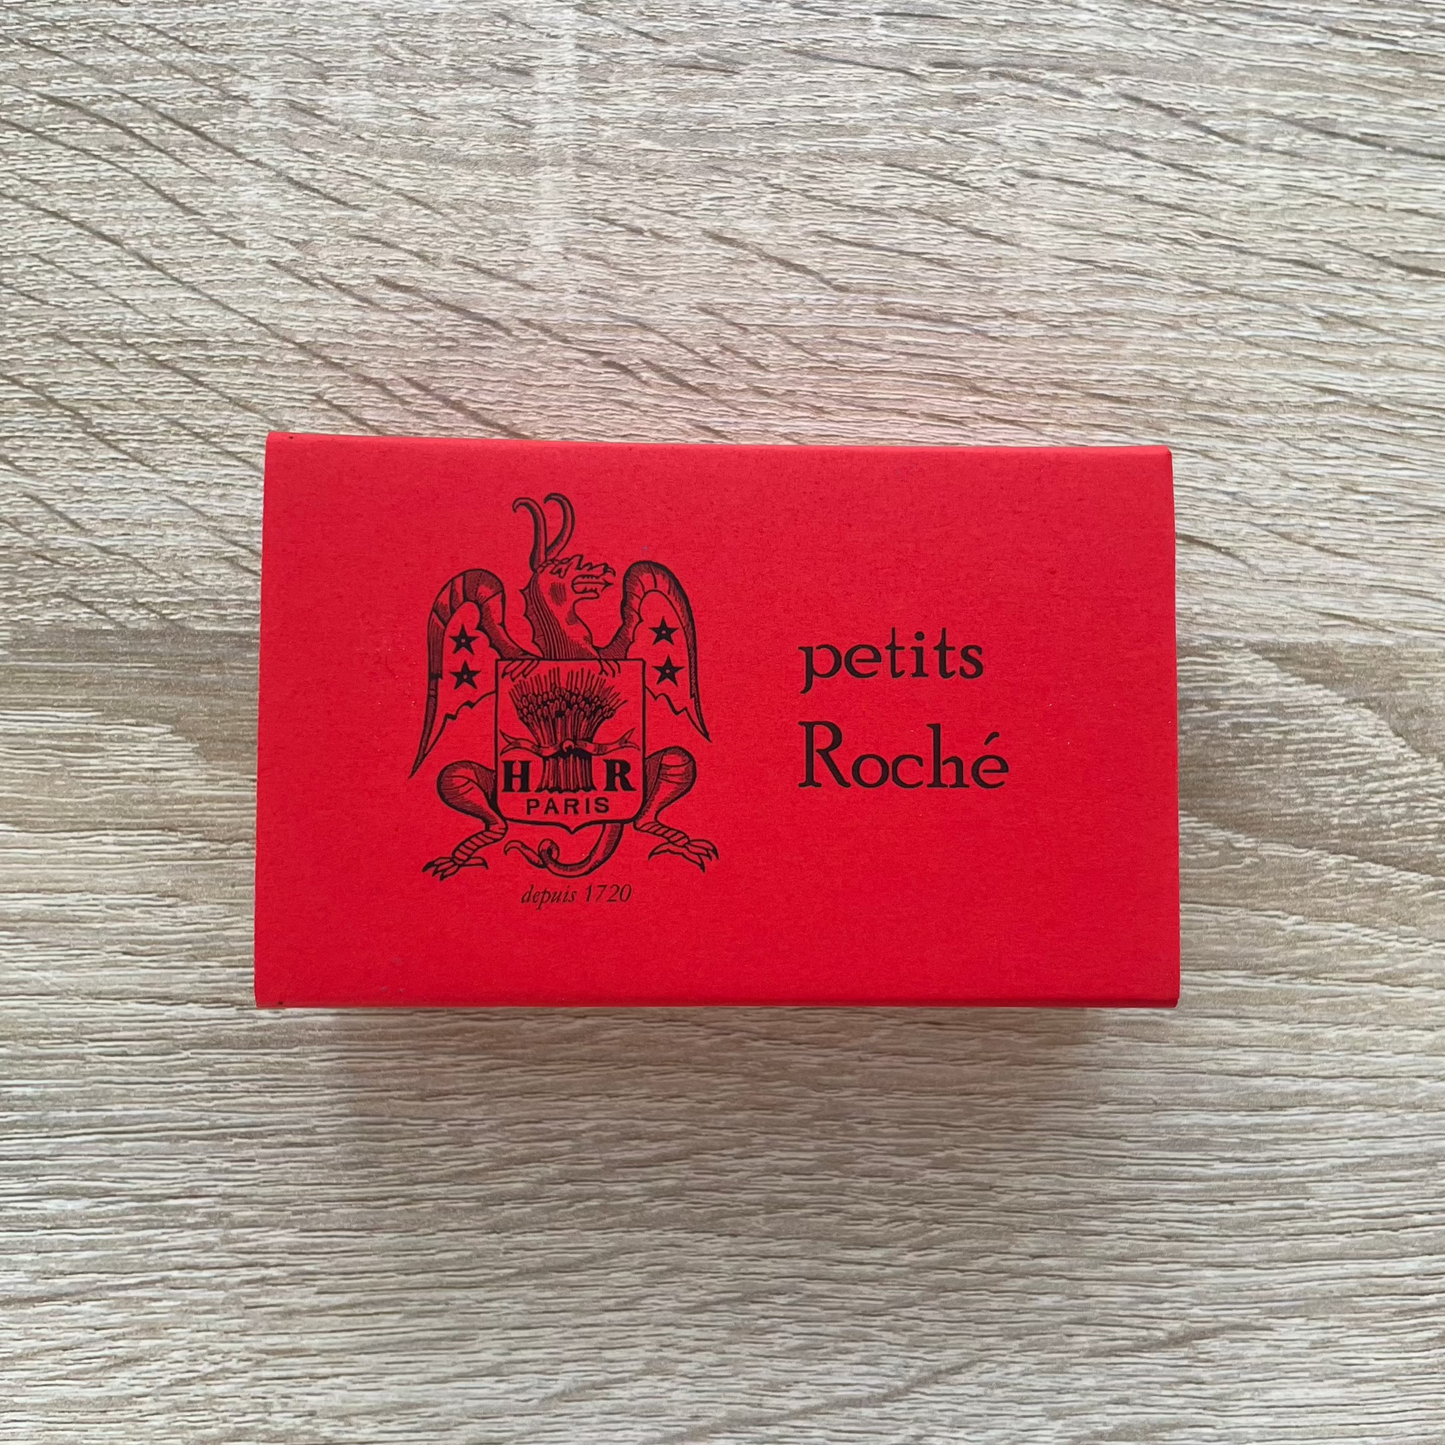 H R
PARIS
depuis 1720
petits
Roché